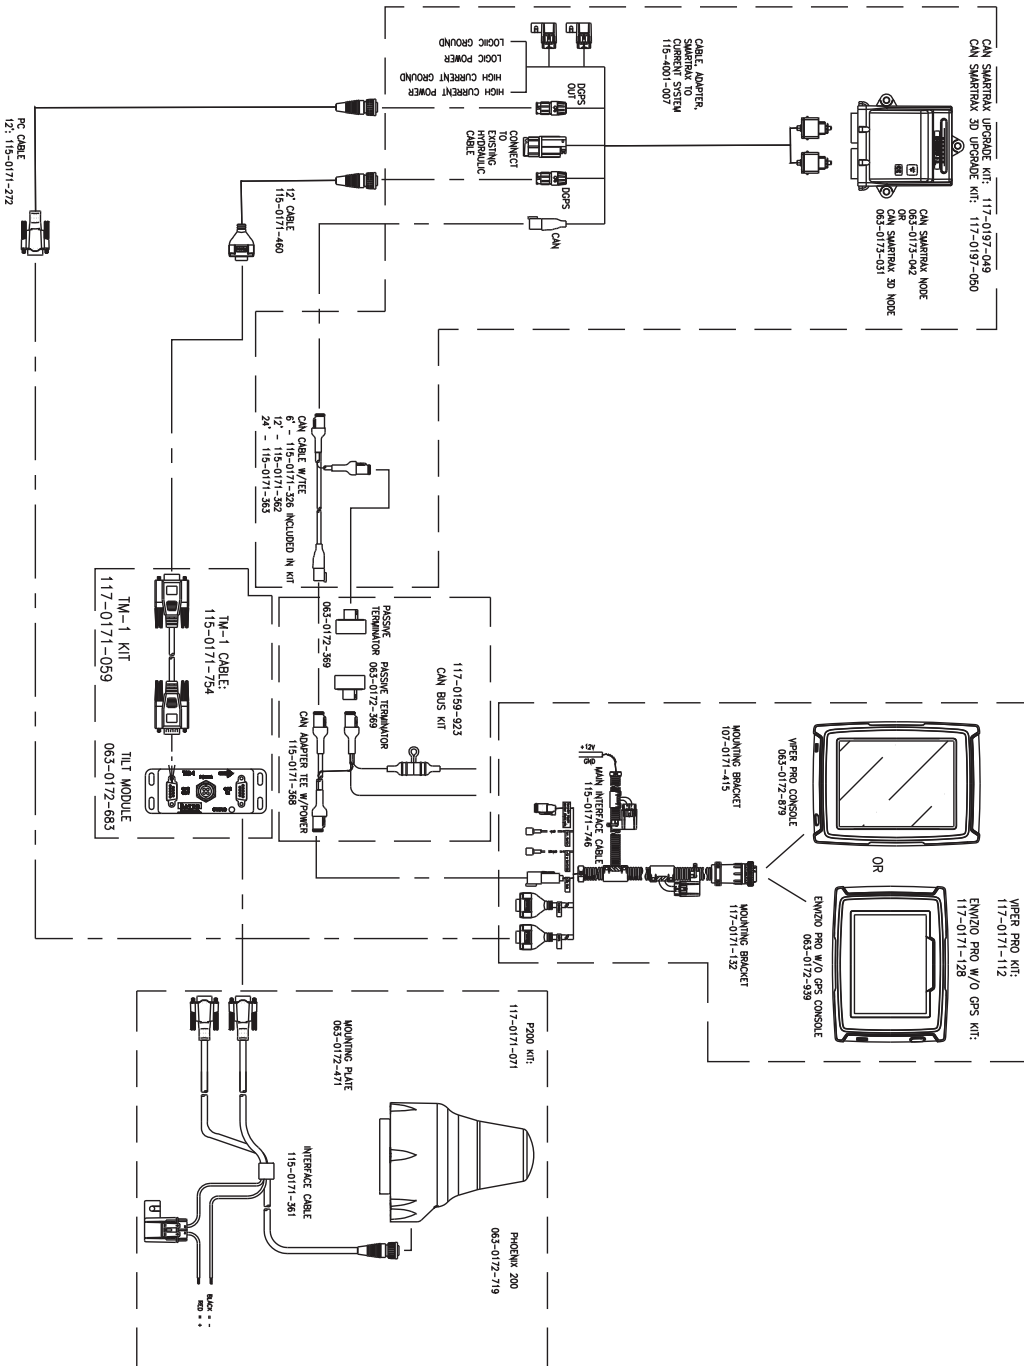 CAN SMARTRAX UPGRADE KIT: 117-0197-049
CAN SMARTRAX 3D UPGRADE KIT: 117-0197-050
CAN SMARTRAX NODE
063-0173-042
OR
CAN SMARTRAX 3D NODE
063-0173-031
CABLE, ADAPTER,
SMARTRAX TO
CURRENT SYSTEM
115-4001-007
LOGIC GROUND
LOGIC POWER
HIGH CURRENT GROUND
HIGH CURRENT POWER
DGPS
OUT
CONNECT
TO
EXISTING
HYDRAULIC
CABLE
DGPS
CAN
12' CABLE
115-0171-460
PC CABLE
12': 115-0171-272
CAN CABLE W/TEE
6' - 115-0171-326 INCLUDED IN KIT
12' - 115-0171-362
24' - 115-0171-363
PASSIVE
TERMINATOR
063-0172-369
PASSIVE TERMINATOR
063-0172-369
117-0159-923
CAN BUS KIT
CAN ADAPTER TEE W/POWER
115-0171-368
TM-1 CABLE:
115-0171-754
TM-1 KIT
117-0171-059
TILT MODULE
063-0172-683
VIPER PRO KIT:
117-0171-112
ENVIZIO PRO W/O GPS KIT:
117-0171-128
VIPER PRO CONSOLE
063-0172-879
OR
ENVIZIO PRO W/O GPS CONSOLE
063-0172-939
MOUNTING BRACKET
107-0171-415
MOUNTING BRACKET
117-0171-132
+12V
GND
MAIN INTERFACE CABLE
115-0171-746
P200 KIT:
117-0171-071
MOUNTING PLATE
063-0172-471
PHOENIX 200
063-0172-719
INTERFACE CABLE
115-0171-361
BLACK = -
RED = +